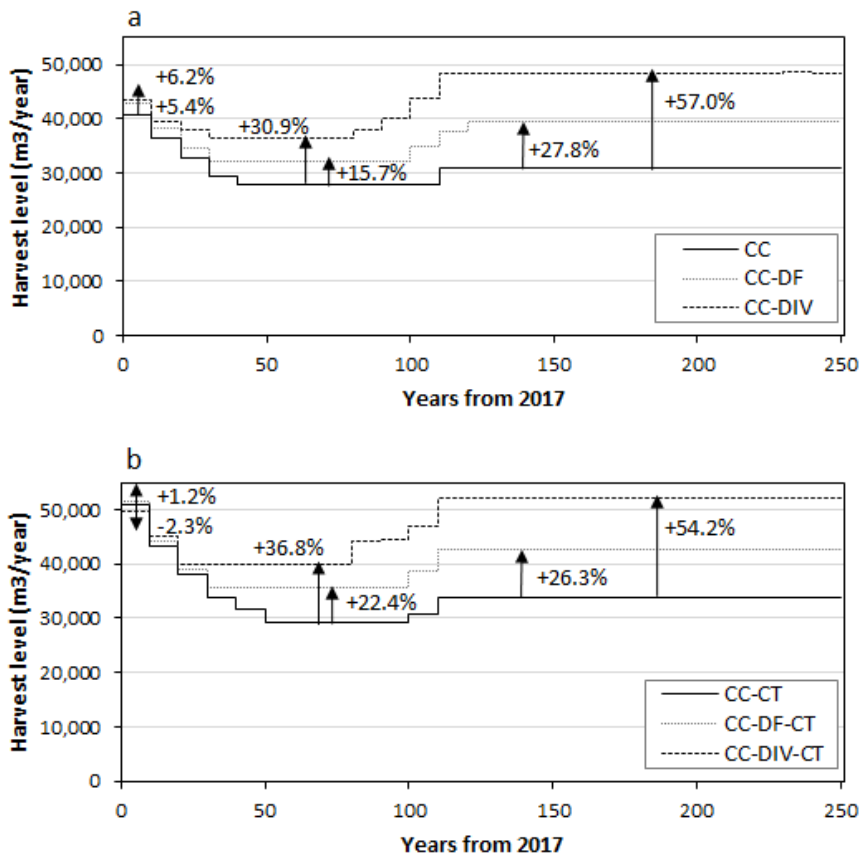 a
Harvest level (m3/year)
50,000
40,000
30,000
20,000
10,000
0
+6.2%
+5.4%
+30.9%
+15.7%
+57.0%
+27.8%
CC
CC-DF
CC-DIV
0 50 100 150 200 250
Years from 2017
b
Harvest level (m3/year)
50,000
40,000
30,000
20,000
10,000
0
+1.2%
-2.3%
+36.8%
+22.4%
+54.2%
+26.3%
CC-CT
CC-DF-CT
CC-DIV-CT
0 50 100 150 200 250
Years from 2017